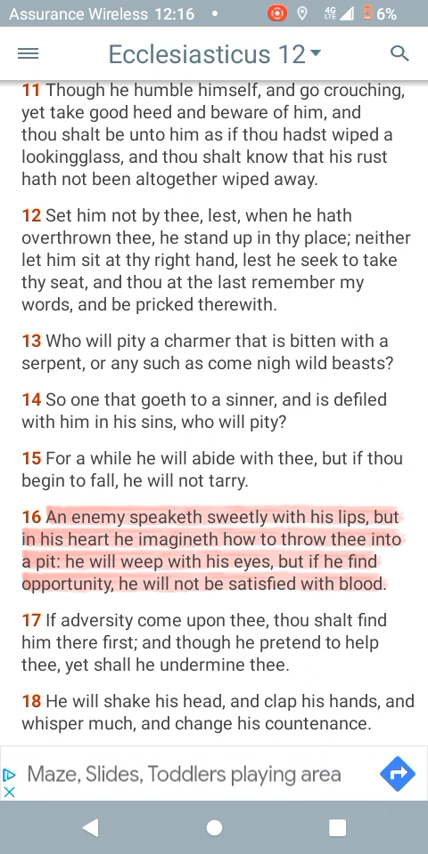 Assurance Wireless 12:16
4G LTE 6%
Ecclesiasticus 12
11 Though he humble himself, and go crouching,
yet take good heed and beware of him, and
thou shalt be unto him as if thou hadst wiped a
lookingglass, and thou shalt know that his rust
hath not been altogether wiped away.
12 Set him not by thee, lest, when he hath
overthrown thee, he stand up in thy place; neither
let him sit at thy right hand, lest he seek to take
thy seat, and thou at the last remember my
words, and be pricked therewith.
13 Who will pity a charmer that is bitten with a
serpent, or any such as come nigh wild beasts?
14 So one that goeth to a sinner, and is defiled
with him in his sins, who will pity?
15 For a while he will abide with thee, but if thou
begin to fall, he will not tarry.
16 An enemy speaketh sweetly with his lips, but
in his heart he imagineth how to throw thee into
a pit: he will weep with his eyes, but if he find
opportunity, he will not be satisfied with blood.
17 If adversity come upon thee, thou shalt find
him there first; and though he pretend to help
thee, yet shall he undermine thee.
18 He will shake his head, and clap his hands, and
whisper much, and change his countenance.
Maze, Slides, Toddlers playing area